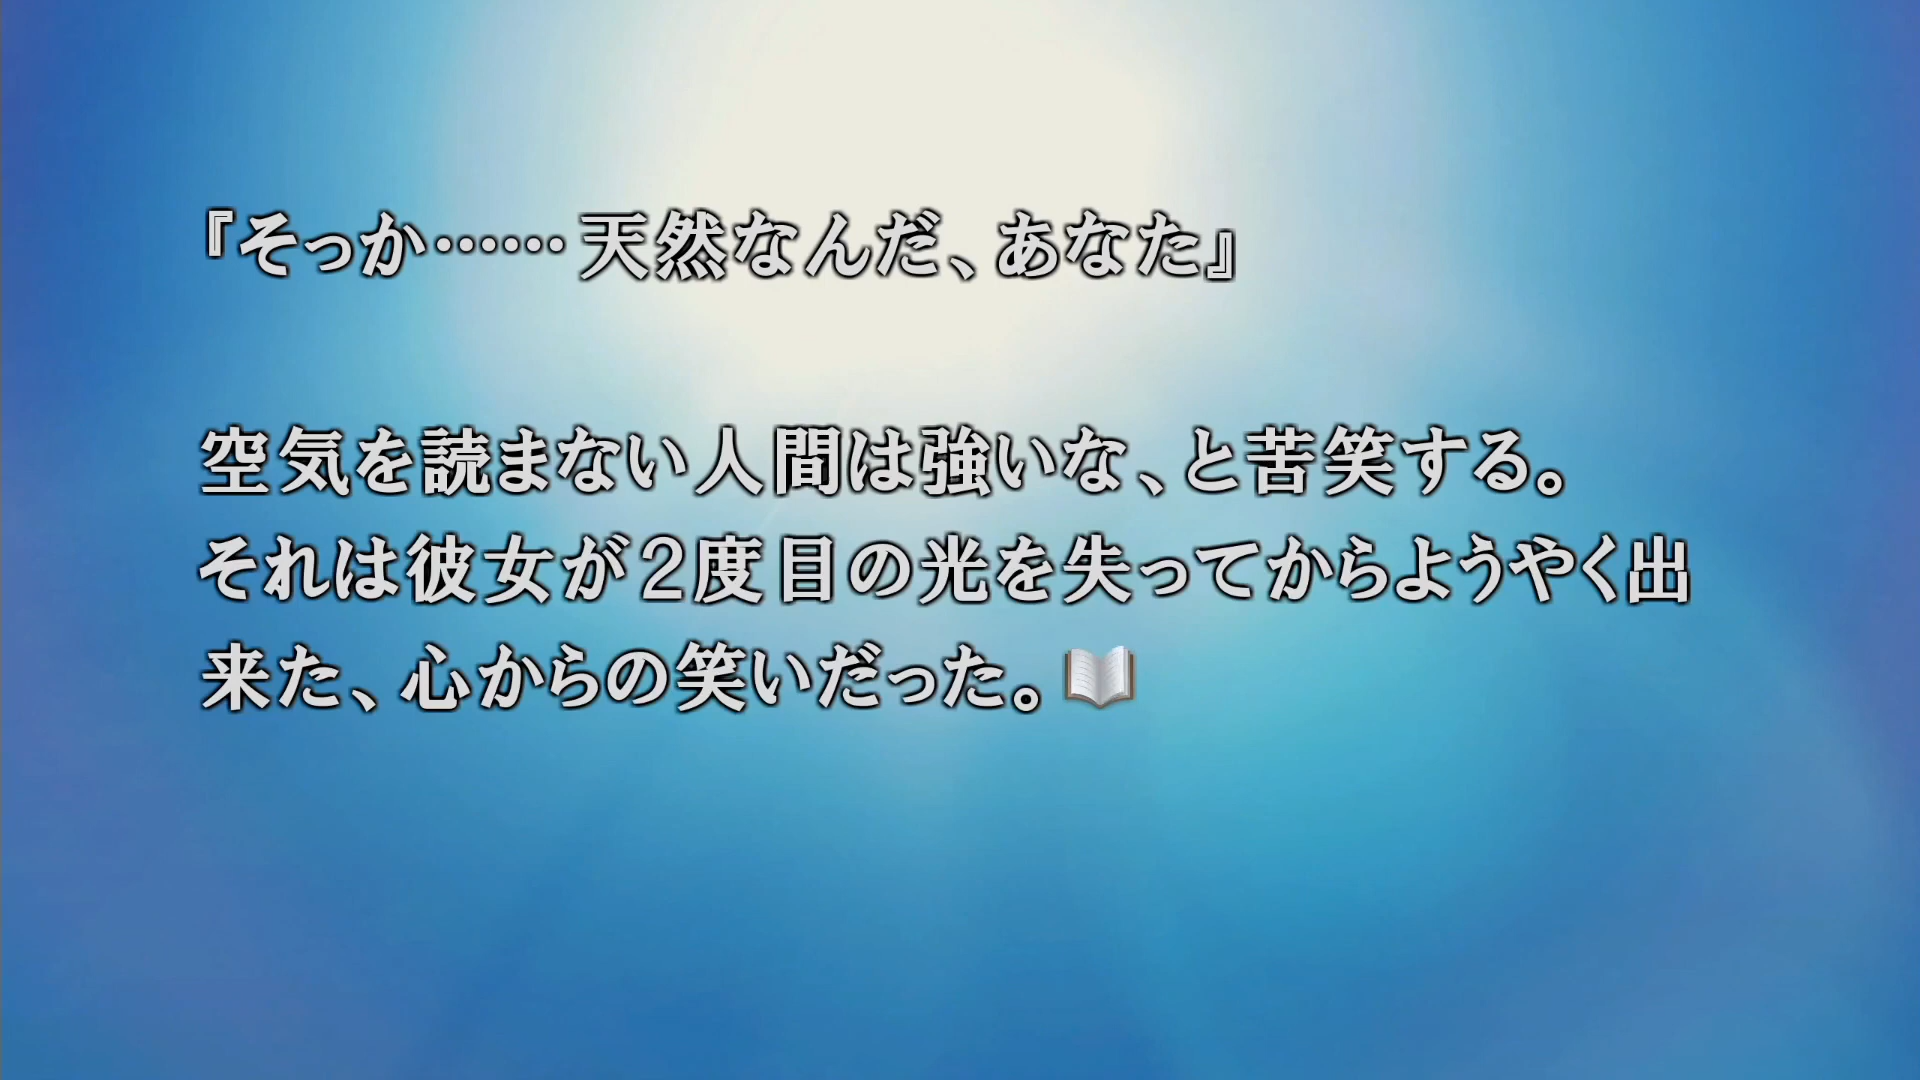 『そっか……天然なんだ、あなた』
空気を読まない人間は強いな、と苦笑する。
それは彼女が２度目の光を失ってからようやく出
来た、心からの笑いだった。